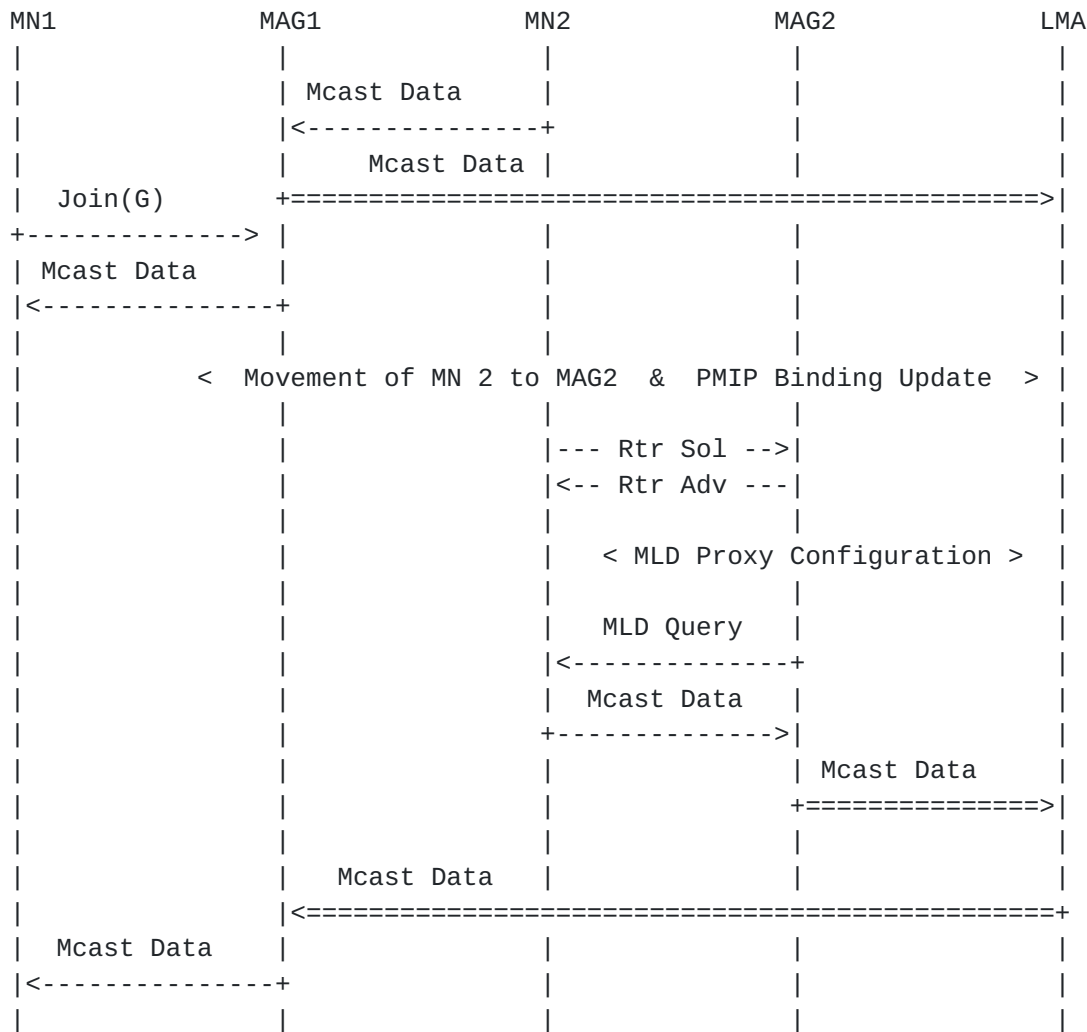 MN1 MAG1 MN2 MAG2 LMA
Mcast Data
Mcast Data
Join(G)
Mcast Data
< Movement of MN 2 to MAG2 & PMIP Binding Update >
--- Rtr Sol -->
<-- Rtr Adv ---
< MLD Proxy Configuration >
MLD Query
Mcast Data
Mcast Data
Mcast Data
Mcast Data